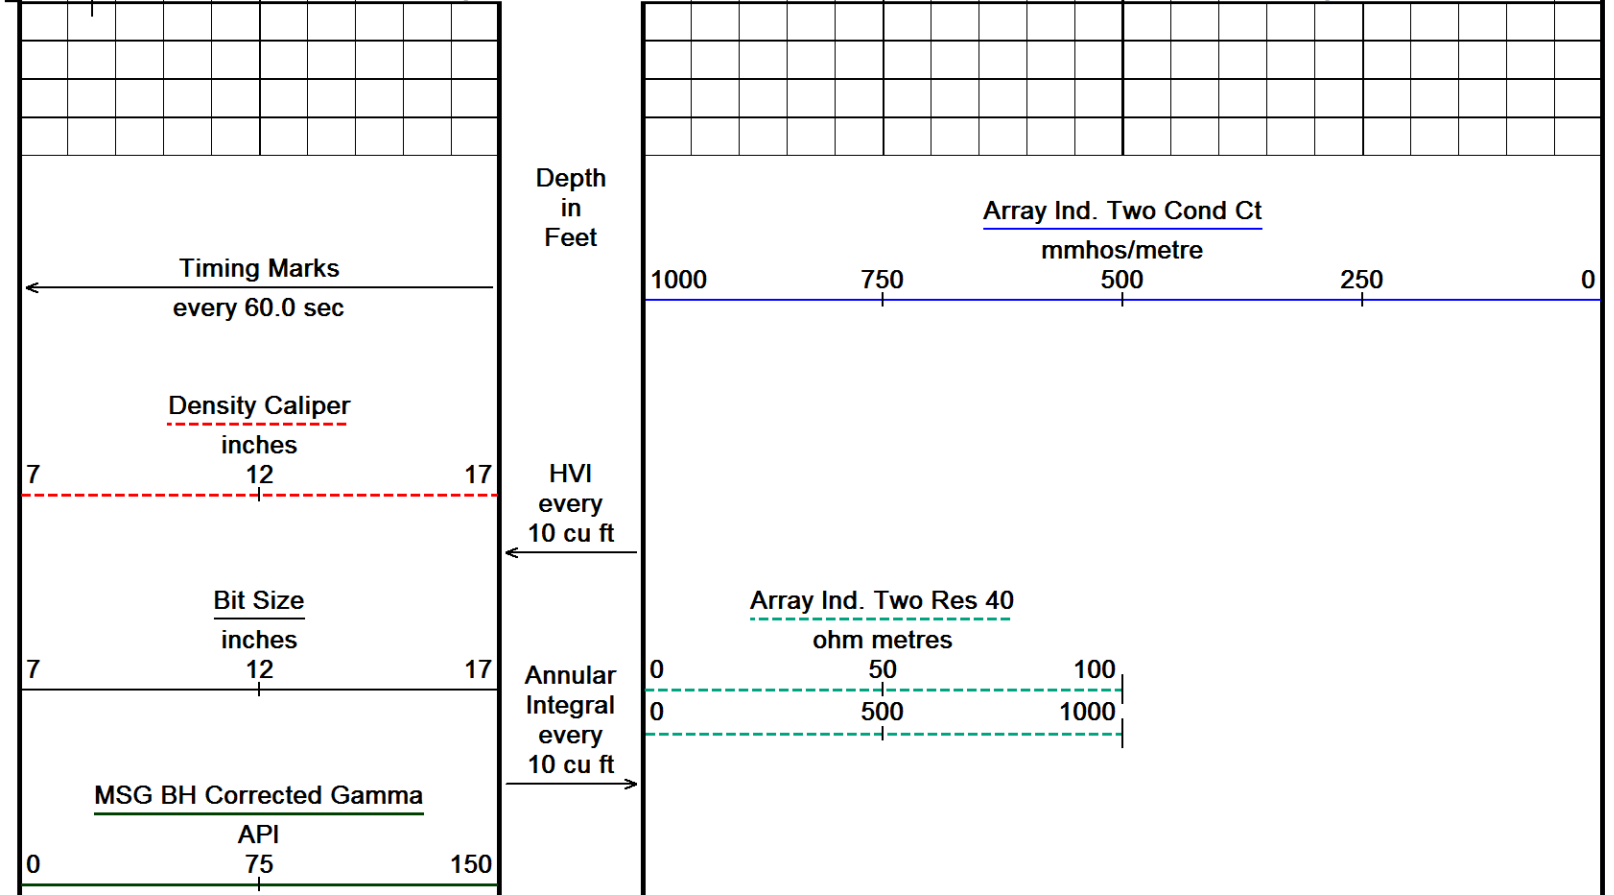 Timing Marks
every 60.0 sec
Density Caliper
inches
7 12 17
Bit Size
inches
7 12 17
MSG BH Corrected Gamma
API
0 75 150
Depth
in
Feet
HVI
every
10 cu ft
Annular
Integral
every
10 cu ft
Array Ind. Two Cond Ct
mmhos/metre
1000 750 500 250 0
Array Ind. Two Res 40
ohm metres
0 50 100
0 500 1000